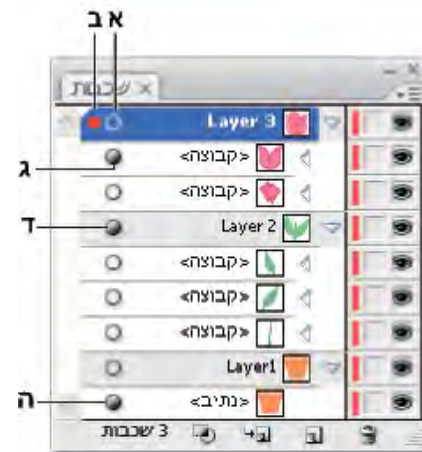 א ב
שכבות
Layer 3
<קבוצה>
ג
<קבוצה>
Layer 2
ד
<קבוצה>
<קבוצה>
<קבוצה>
Layer1
<נתיב>
ה
3 שכבות